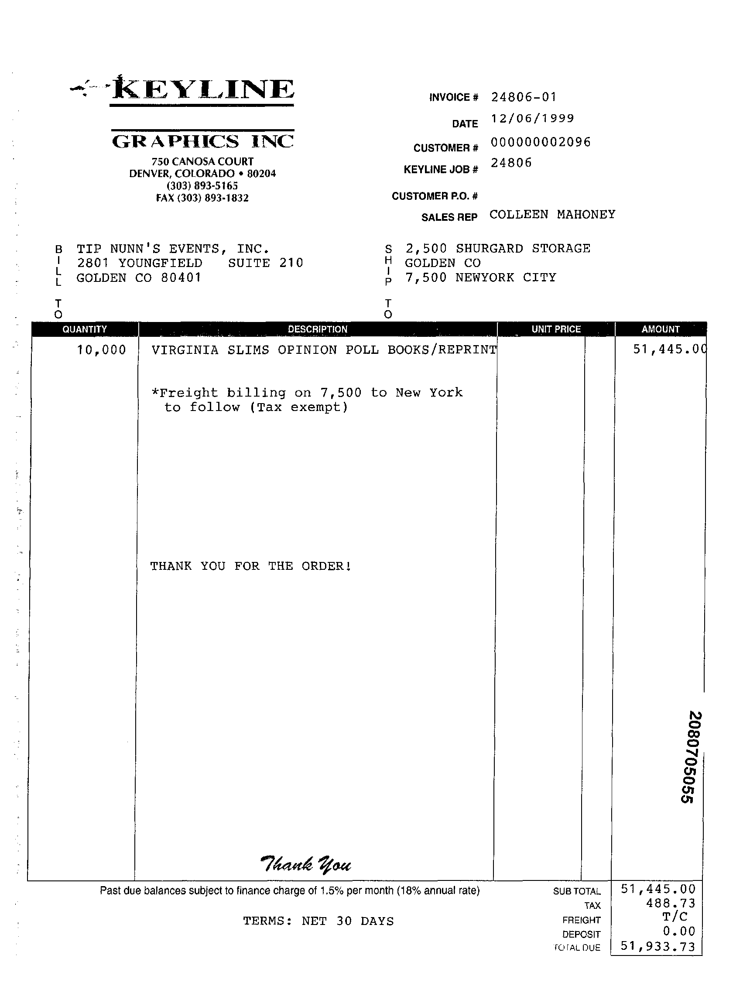 KEYLINE
GRAPHICS INC
750 CANOSA COURT
DENVER, COLORADO • 80204
(303) 893-5165
FAX (303) 893-1832
INVOICE # 24806-01
DATE 12/06/1999
CUSTOMER # 000000002096
KEYLINE JOB # 24806
CUSTOMER P.O. #
SALES REP COLLEEN MAHONEY
BILL TO
TIP NUNN'S EVENTS, INC.
2801 YOUNGFIELD SUITE 210
GOLDEN CO 80401
SHIP TO
2,500 SHURGARD STORAGE
GOLDEN CO
7,500 NEWYORK CITY
QUANTITY DESCRIPTION UNIT PRICE AMOUNT
10,000 VIRGINIA SLIMS OPINION POLL BOOKS/REPRINT 51,445.00
*Freight billing on 7,500 to New York
to follow (Tax exempt)
THANK YOU FOR THE ORDER!
2080705055
Thank You
Past due balances subject to finance charge of 1.5% per month (18% annual rate)
TERMS: NET 30 DAYS
SUB TOTAL 51,445.00
TAX 488.73
FREIGHT T/C
DEPOSIT 0.00
TOTAL DUE 51,933.73